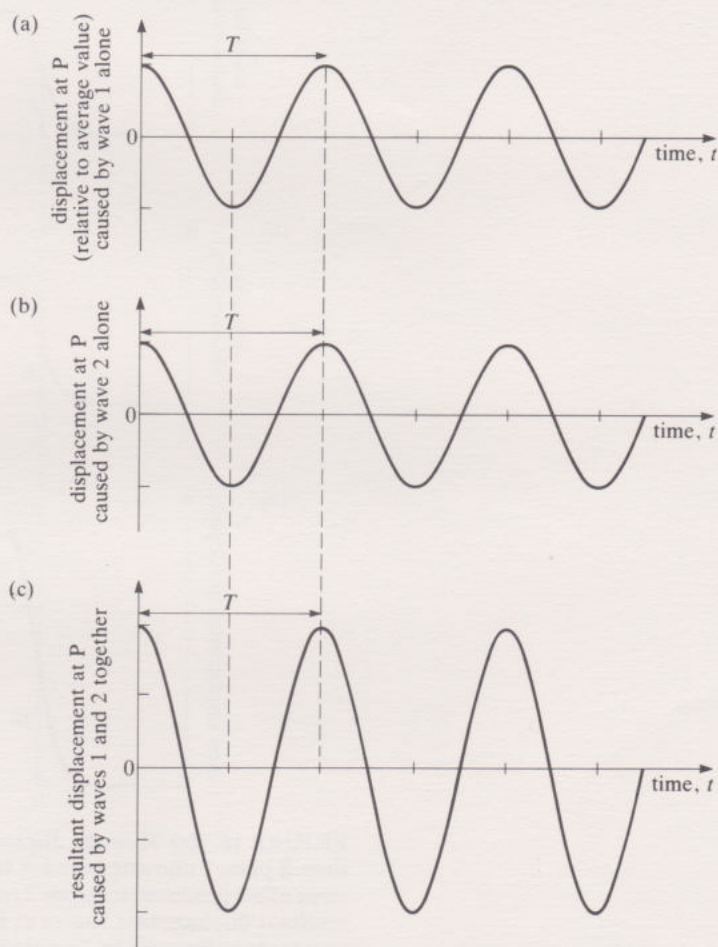 (a)
T
displacement at P
(relative to average value)
caused by wave 1 alone
0
time, t
(b)
T
displacement at P
caused by wave 2 alone
0
time, t
(c)
T
resultant displacement at P
caused by waves 1 and 2 together
0
time, t